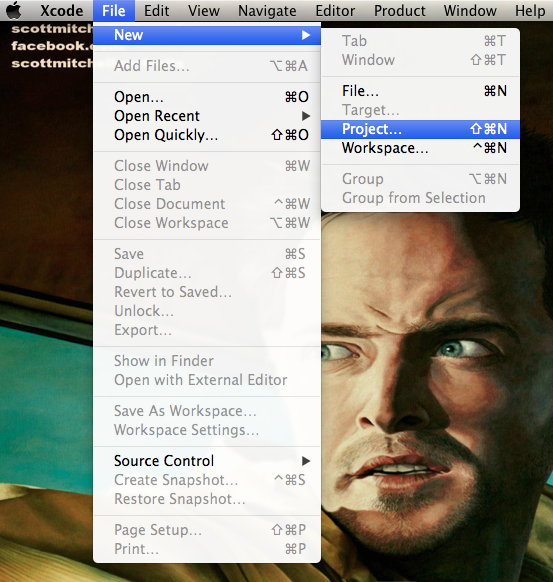 Xcode File Edit View Navigate Editor Product Window Help
scottmitch
facebook.
scottmitche
New
Add Files... ⌥⌘A
Open... ⌘O
Open Recent
Open Quickly... ⇧⌘O
Close Window ⌘W
Close Tab
Close Document ^⌘W
Close Workspace ⌥⌘W
Save ⌘S
Duplicate... ⇧⌘S
Revert to Saved...
Unlock...
Export...
Show in Finder
Open with External Editor
Save As Workspace...
Workspace Settings...
Source Control
Create Snapshot... ^⌘S
Restore Snapshot...
Page Setup... ⇧⌘P
Print... ⌘P
Tab ⌘T
Window ⇧⌘T
File... ⌘N
Target...
Project... ⇧⌘N
Workspace... ^⌘N
Group ⌥⌘N
Group from Selection